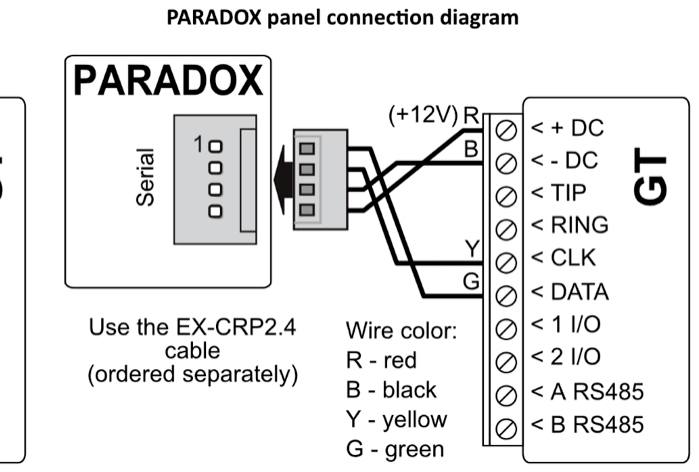 PARADOX panel connection diagram
PARADOX
Serial
1
(+12V) R
B
Y
G
< + DC
< - DC
< TIP
< RING
< CLK
< DATA
< 1 I/O
< 2 I/O
< A RS485
< B RS485
GT
Use the EX-CRP2.4
cable
(ordered separately)
Wire color:
R - red
B - black
Y - yellow
G - green